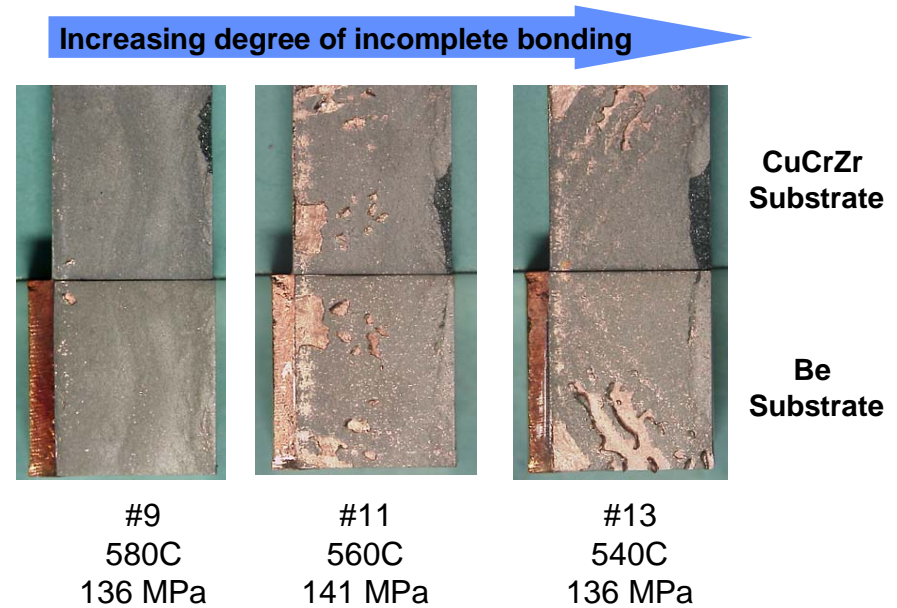 Increasing degree of incomplete bonding
CuCrZr
Substrate
Be
Substrate
#9
580C
136 MPa
#11
560C
141 MPa
#13
540C
136 MPa